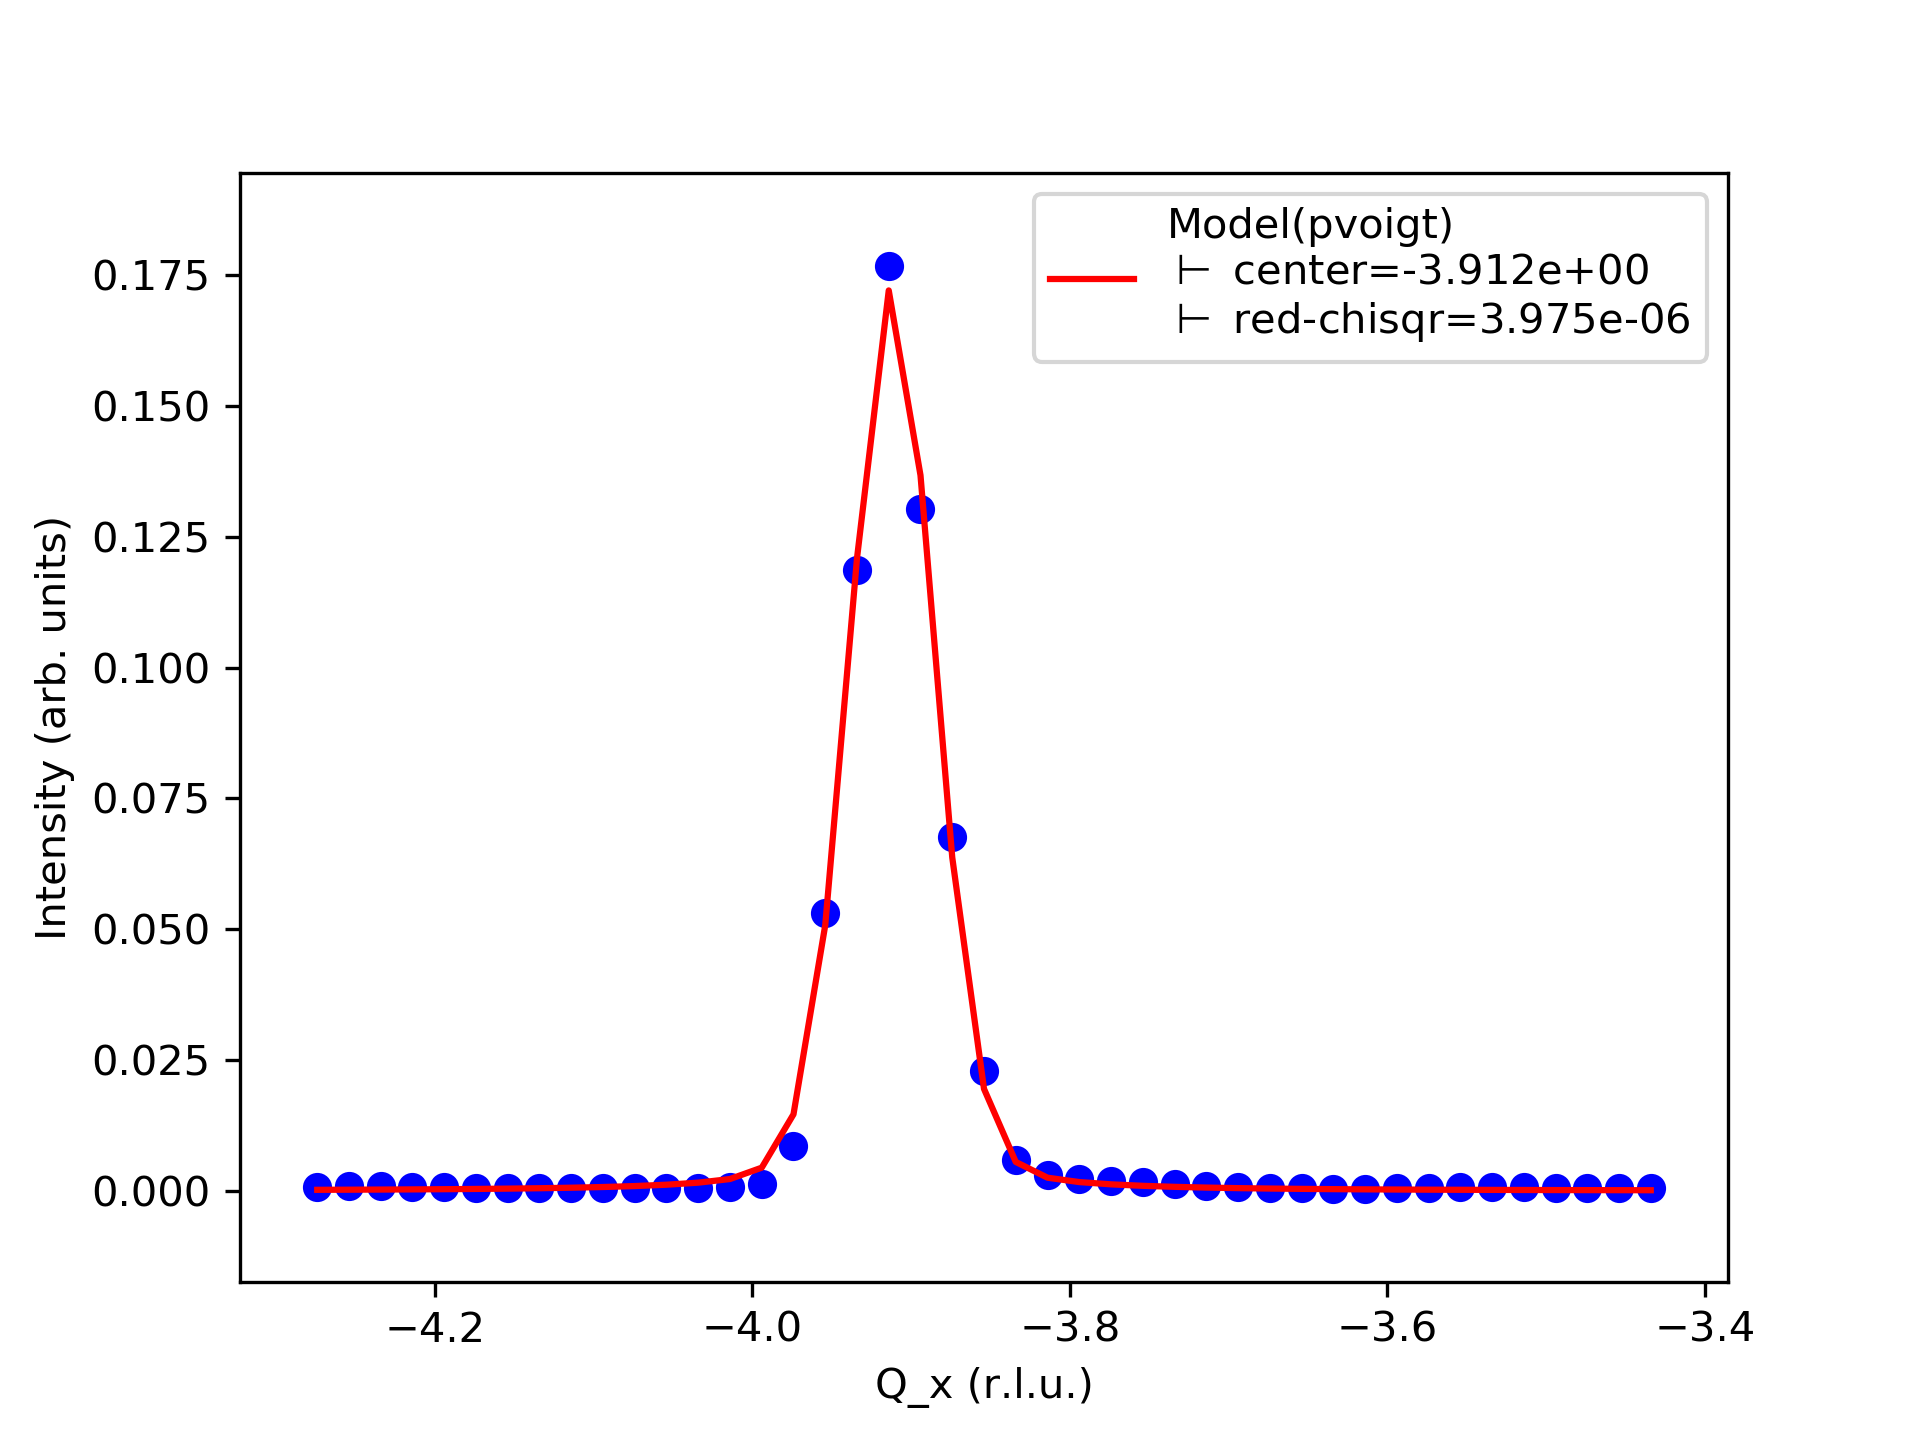 Model(pvoigt)
⊢ center=-3.912e+00
⊢ red-chisqr=3.975e-06
0.175
0.150
0.125
0.100
0.075
0.050
0.025
0.000
Intensity (arb. units)
−4.2 −4.0 −3.8 −3.6 −3.4
Q_x (r.l.u.)